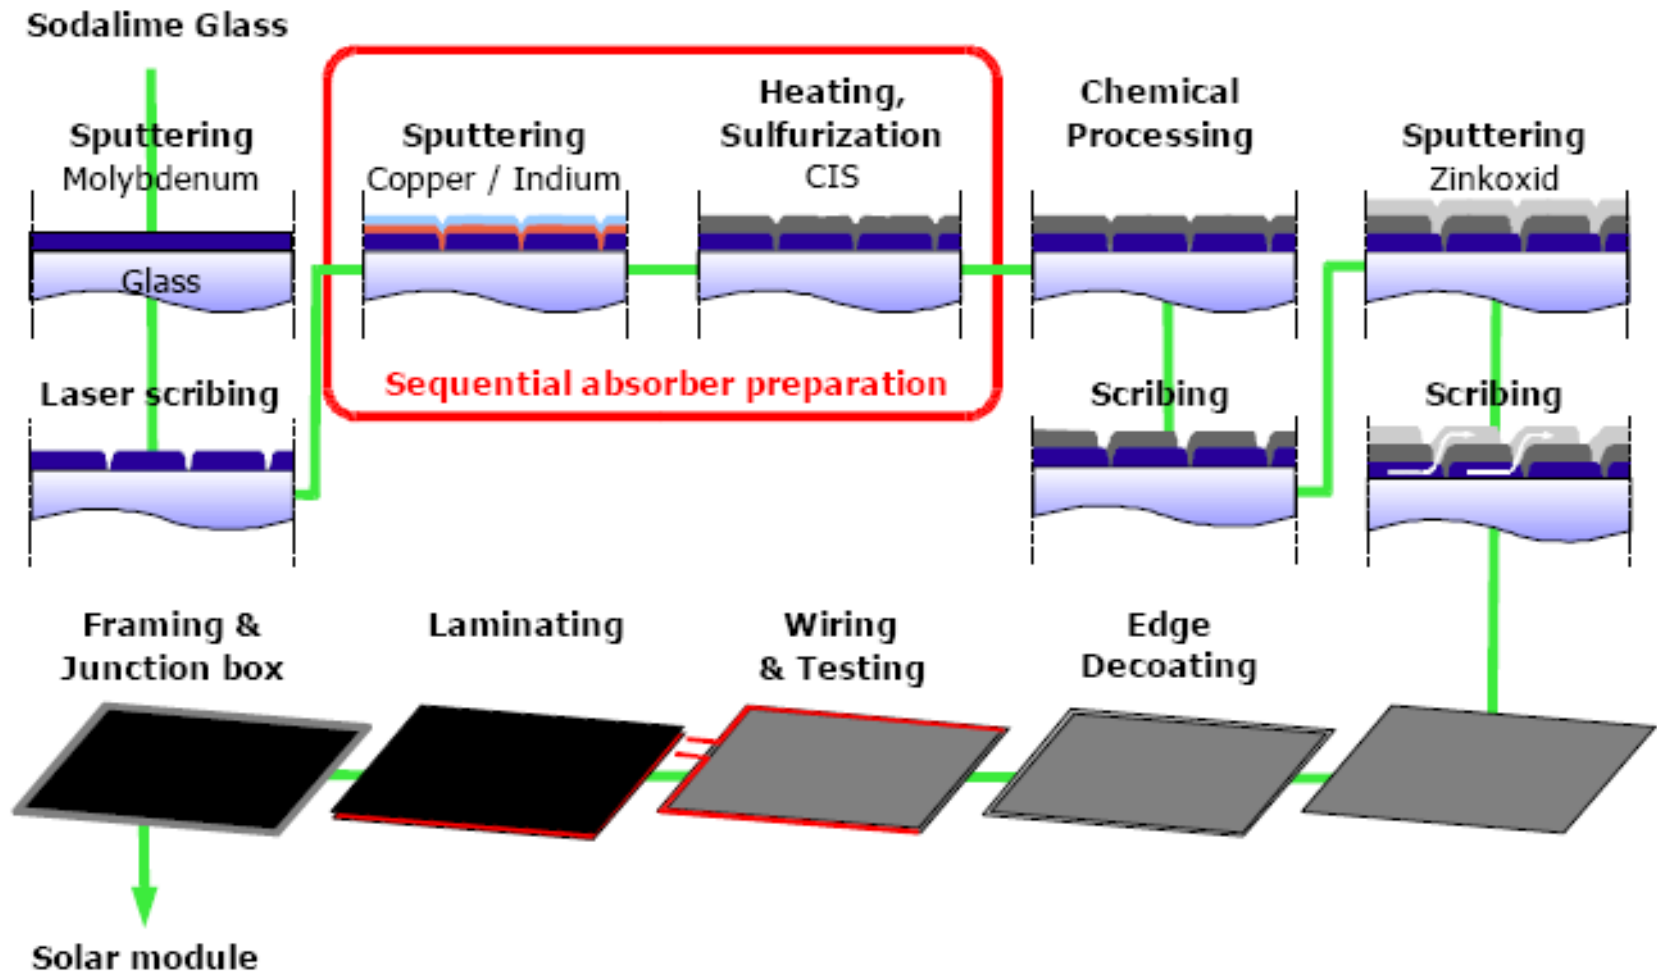 Sodalime Glass
Sputtering
Molybdenum
Glass
Laser scribing
Sputtering
Copper / Indium
Heating,
Sulfurization
CIS
Sequential absorber preparation
Chemical
Processing
Scribing
Sputtering
Zinkoxid
Scribing
Edge
Decoating
Wiring
& Testing
Laminating
Framing &
Junction box
Solar module